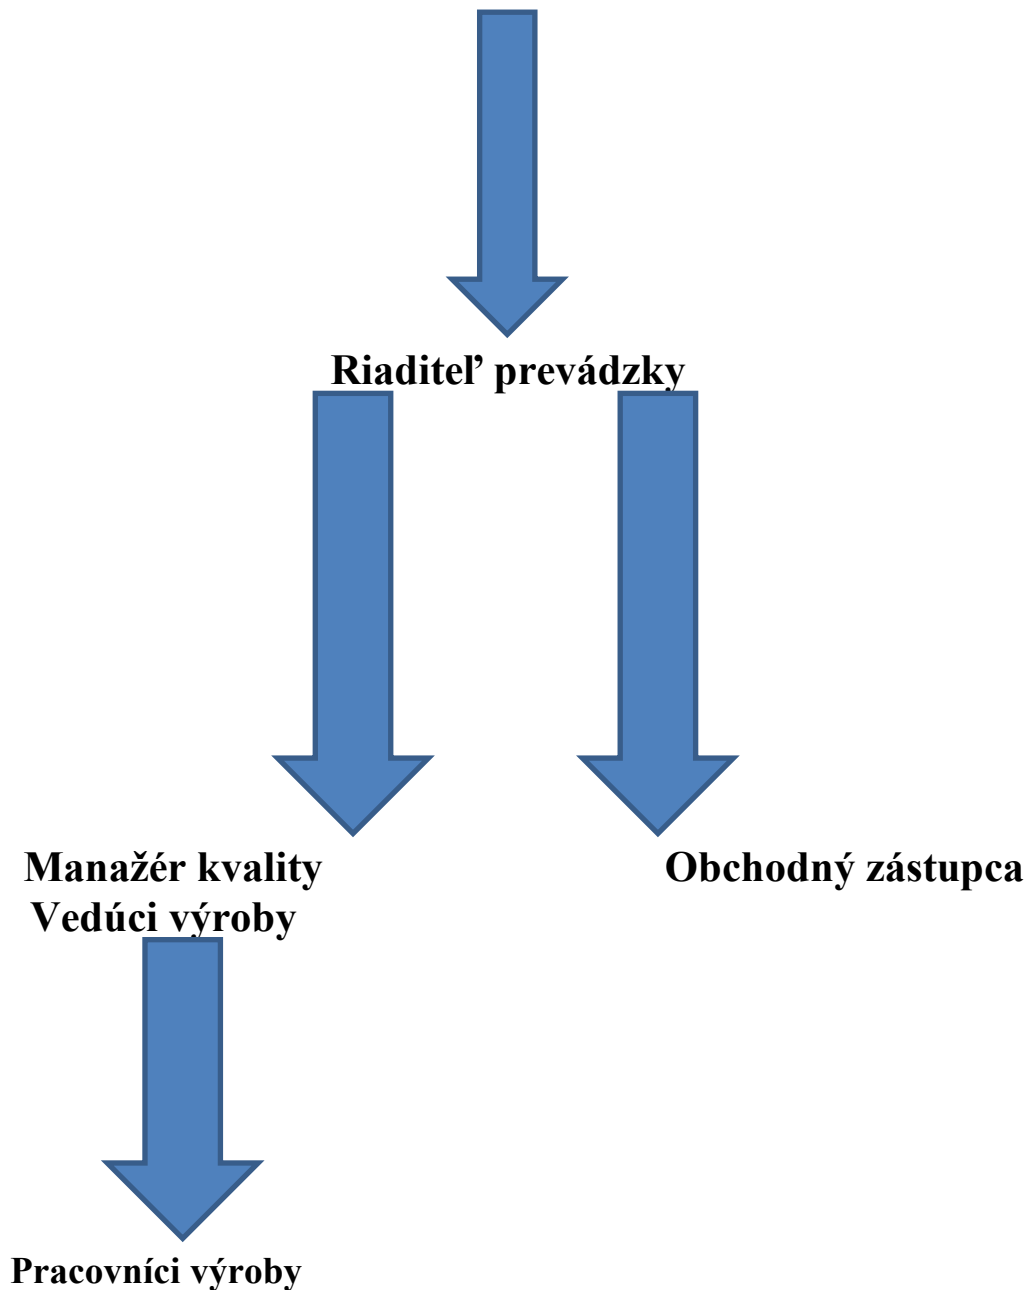 Riaditeľ prevádzky
Manažér kvality
Obchodný zástupca
Vedúci výroby
Pracovníci výroby